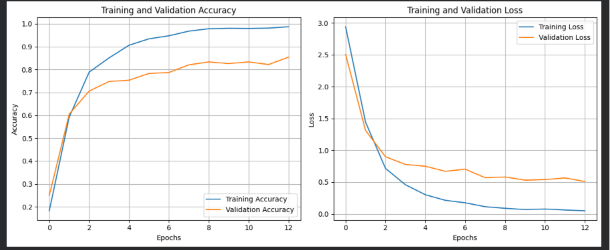 Training and Validation Accuracy
1.0
0.9
0.8
0.7
0.6
0.5
0.4
0.3
0.2
Accuracy
0 2 4 6 8 10 12
Epochs
Training Accuracy
Validation Accuracy
Training and Validation Loss
3.0
2.5
2.0
1.5
1.0
0.5
0.0
Loss
0 2 4 6 8 10 12
Epochs
Training Loss
Validation Loss